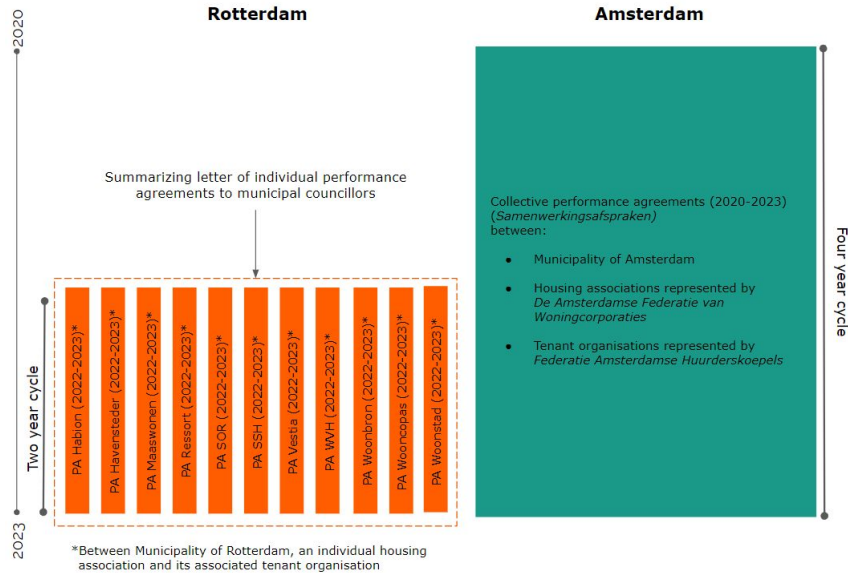 Rotterdam
Amsterdam
2020
Summarizing letter of individual performance
agreements to municipal councillors
Two year cycle
PA Habion (2022-2023)*
PA Havensteder (2022-2023)*
PA Maaswonen (2022-2023)*
PA Ressort (2022-2023)*
PA SOR (2022-2023)*
PA SSH (2022-2023)*
PA Vestia (2022-2023)*
PA WVH (2022-2023)*
PA Woonbron (2022-2023)*
PA Wooncopas (2022-2023)*
PA Woonstad (2022-2023)*
2023
*Between Municipality of Rotterdam, an individual housing
association and its associated tenant organisation
Collective performance agreements (2020-2023)
(Samenwerkingsafspraken)
between:
● Municipality of Amsterdam
● Housing associations represented by
De Amsterdamse Federatie van
Woningcorporaties
● Tenant organisations represented by
Federatie Amsterdamse Huurderskoepels
Four year cycle